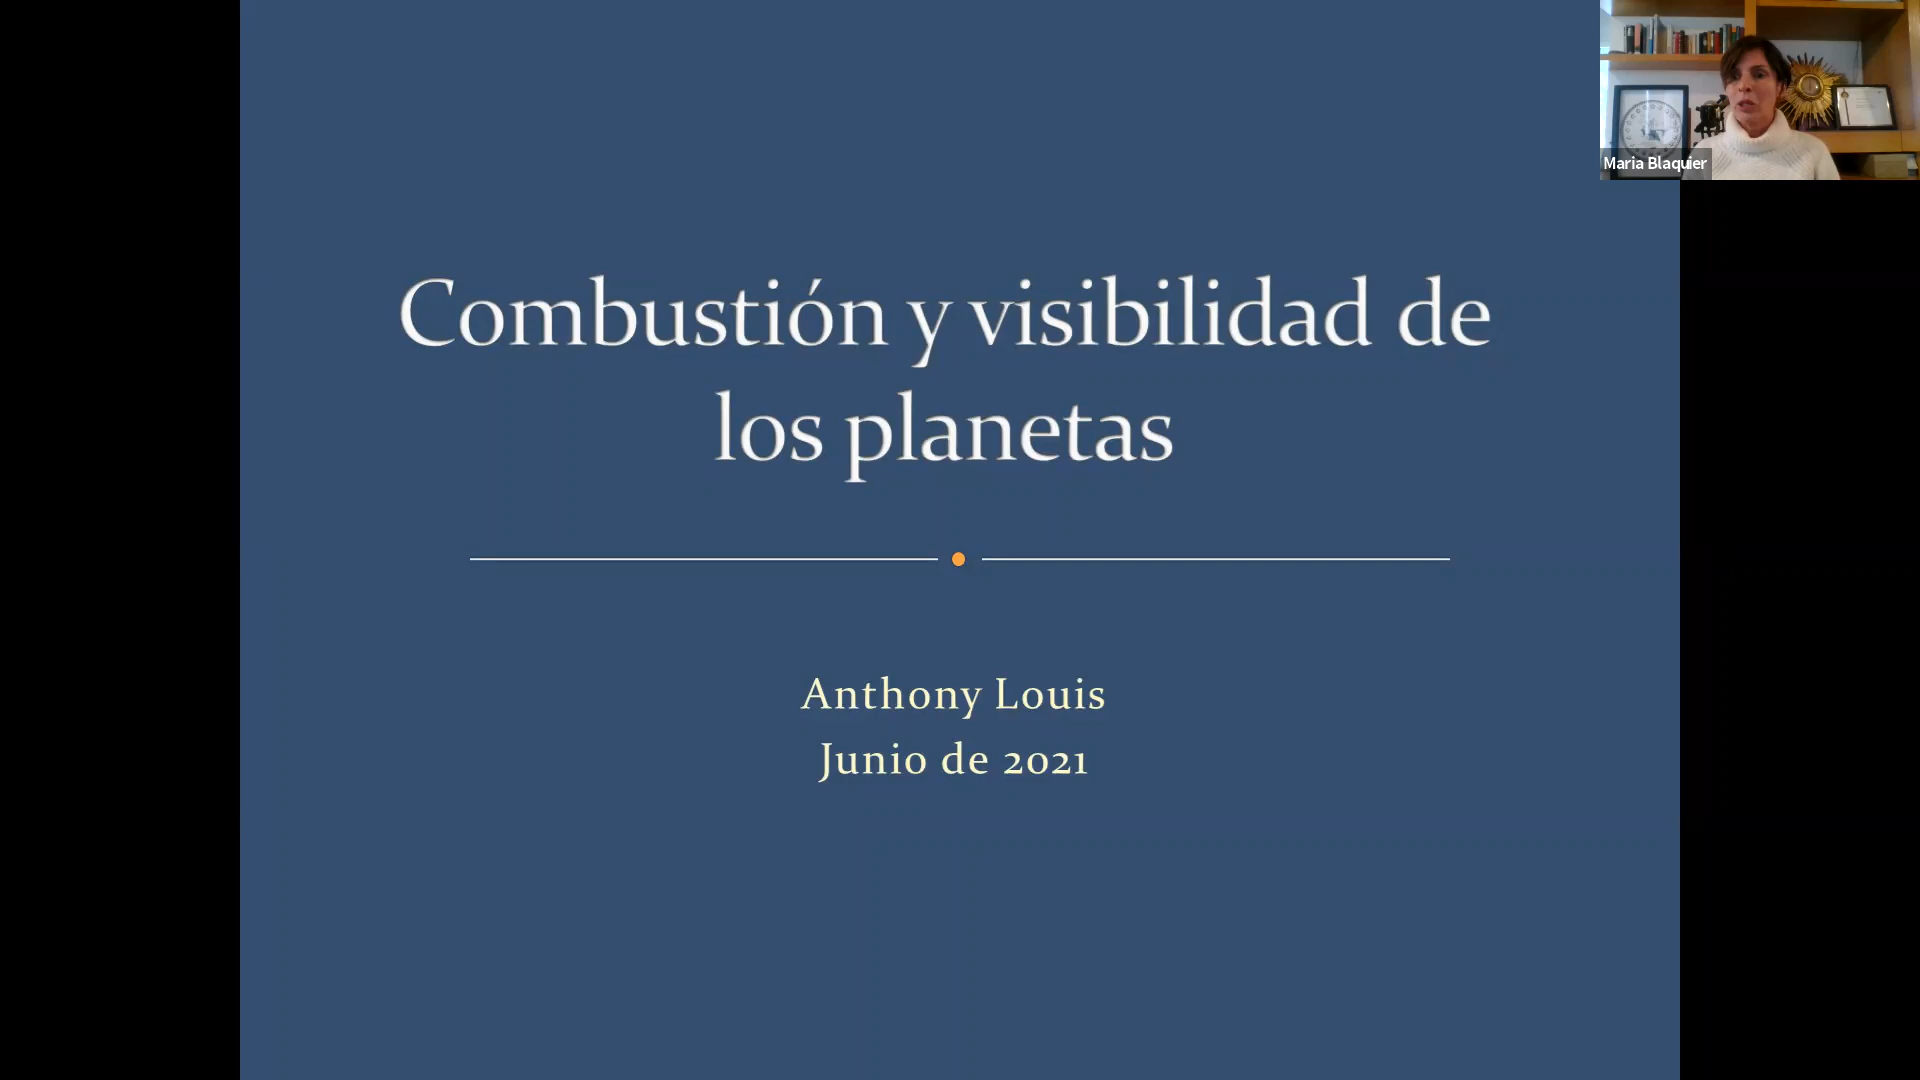 Combustión y visibilidad de
los planetas
Anthony Louis
Junio de 2021
Maria Blaquier